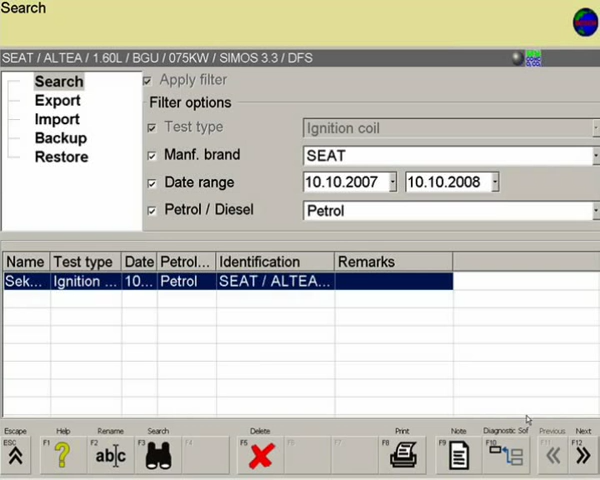 Search
SEAT / ALTEA / 1.60L / BGU / 075KW / SIMOS 3.3 / DFS
Search
Export
Import
Backup
Restore
Apply filter
Filter options
Test type
Ignition coil
Manf. brand
SEAT
Date range
10.10.2007
10.10.2008
Petrol / Diesel
Petrol
Name Test type Date Petrol... Identification Remarks
Sek... Ignition ... 10... Petrol SEAT / ALTEA...
Escape Help Rename Search Delete Print Note Diagnostic Sof Previous Next
ESC F1 F2 F3 F4 F5 F6 F7 F8 F9 F10 F11 F12
? ab|c